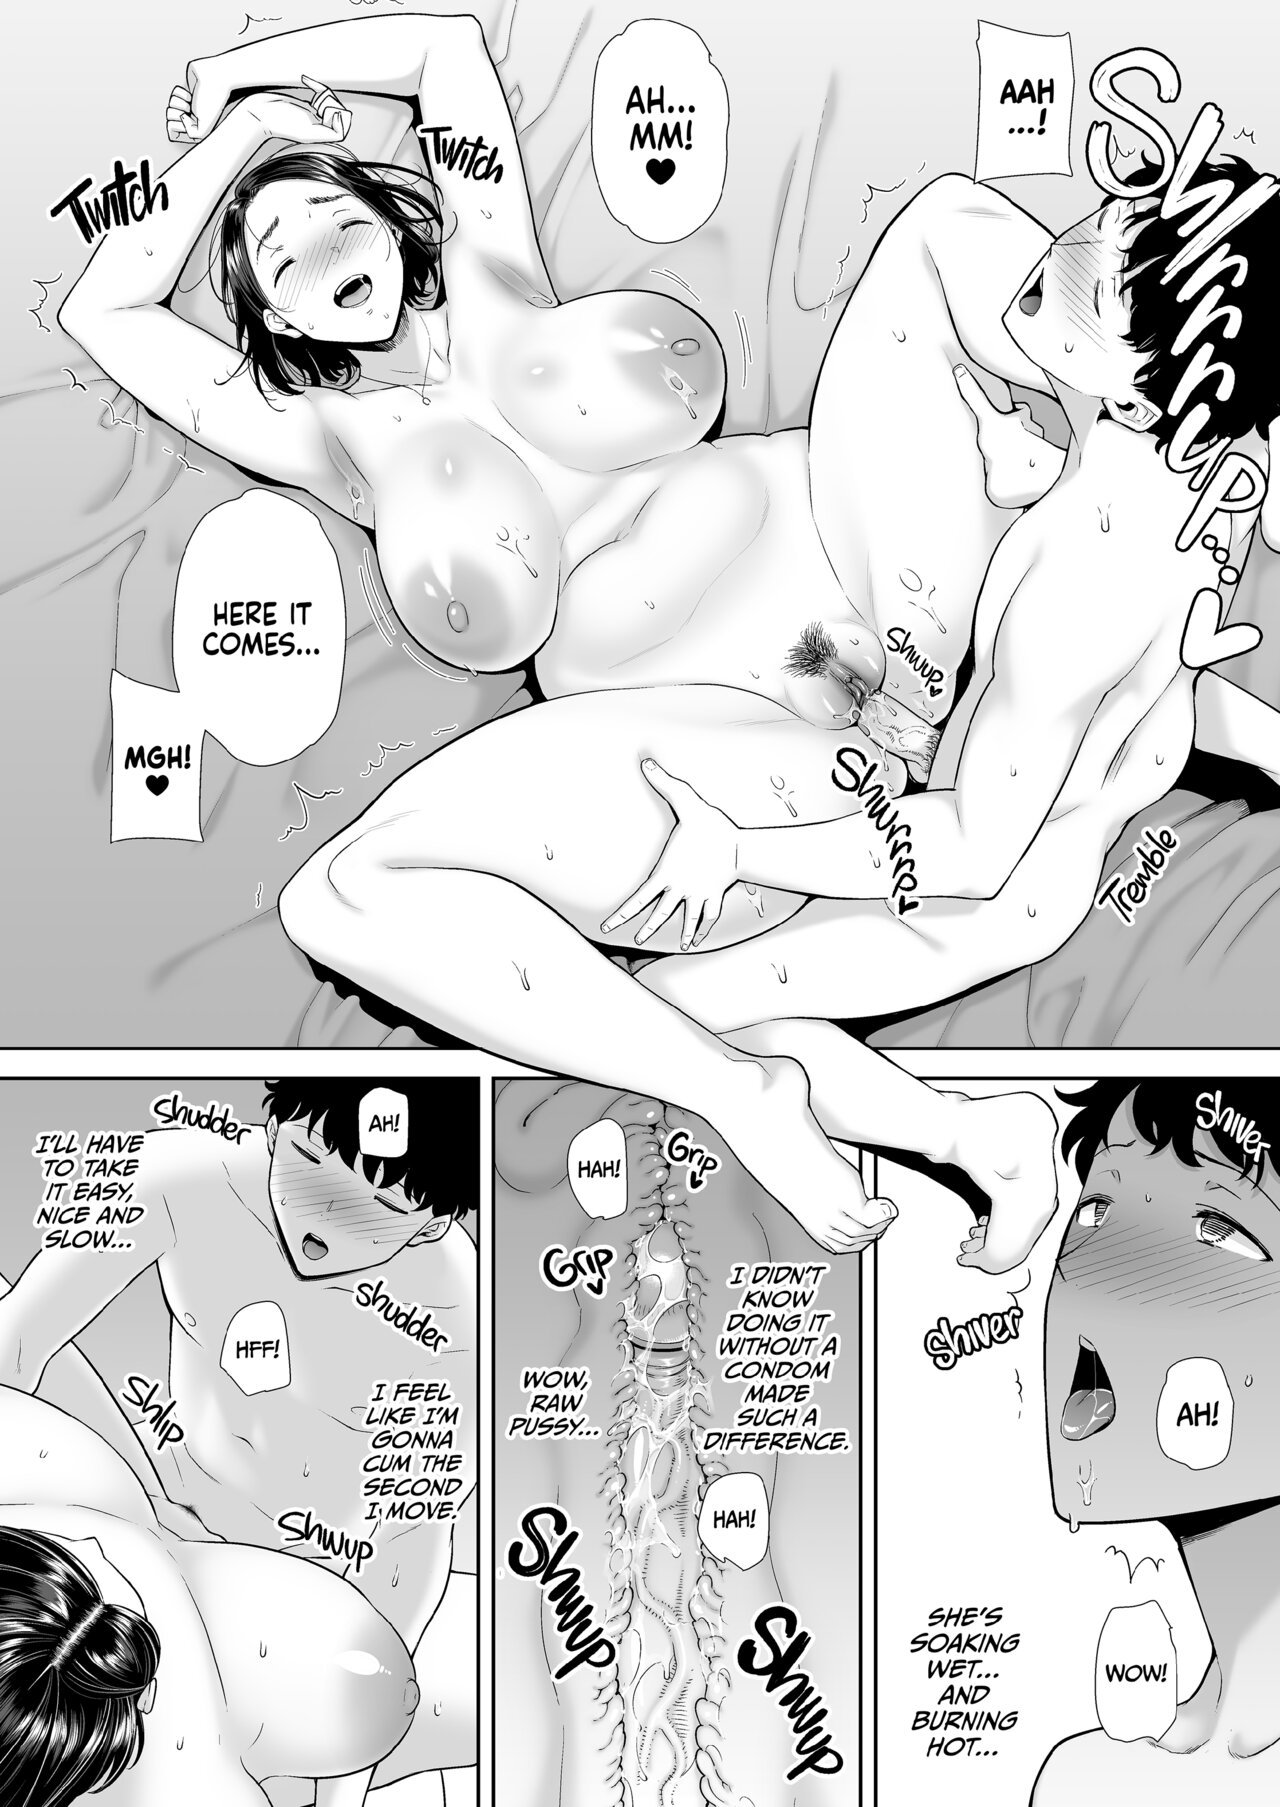 AAH
...!
Shnnnup...
AH...
MM!
Twitch
Twitch
HERE IT
COMES...
MGH!
Shwup
Shwrrrp
Tremble
Shiver
Shiver
AH!
SHE'S
SOAKING
WET...
AND
BURNING
HOT...
WOW!
HAH!
Grip
Grip
I DIDN'T
KNOW
DOING IT
WITHOUT A
CONDOM
MADE
SUCH A
DIFFERENCE.
WOW,
RAW
PUSSY...
HAH!
Shwup
Shwup
AH!
Shudder
I'LL HAVE
TO TAKE
IT EASY,
NICE AND
SLOW...
Shudder
HFF!
I FEEL
LIKE I'M
GONNA
CUM THE
SECOND
I MOVE.
Shlip
Shwup